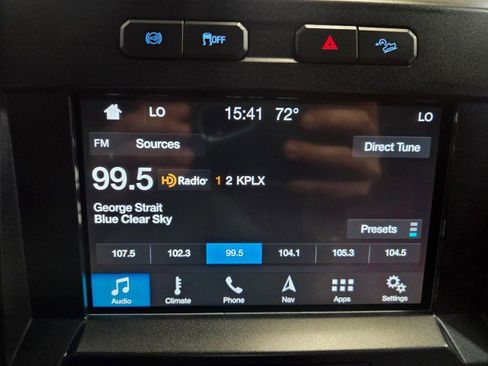 OFF
LO 15:41 72° LO
FM Sources Direct Tune
99.5 HD Radio 1 2 KPLX
George Strait
Blue Clear Sky
Presets
107.5 102.3 99.5 104.1 105.3 104.5
Audio Climate Phone Nav Apps Settings